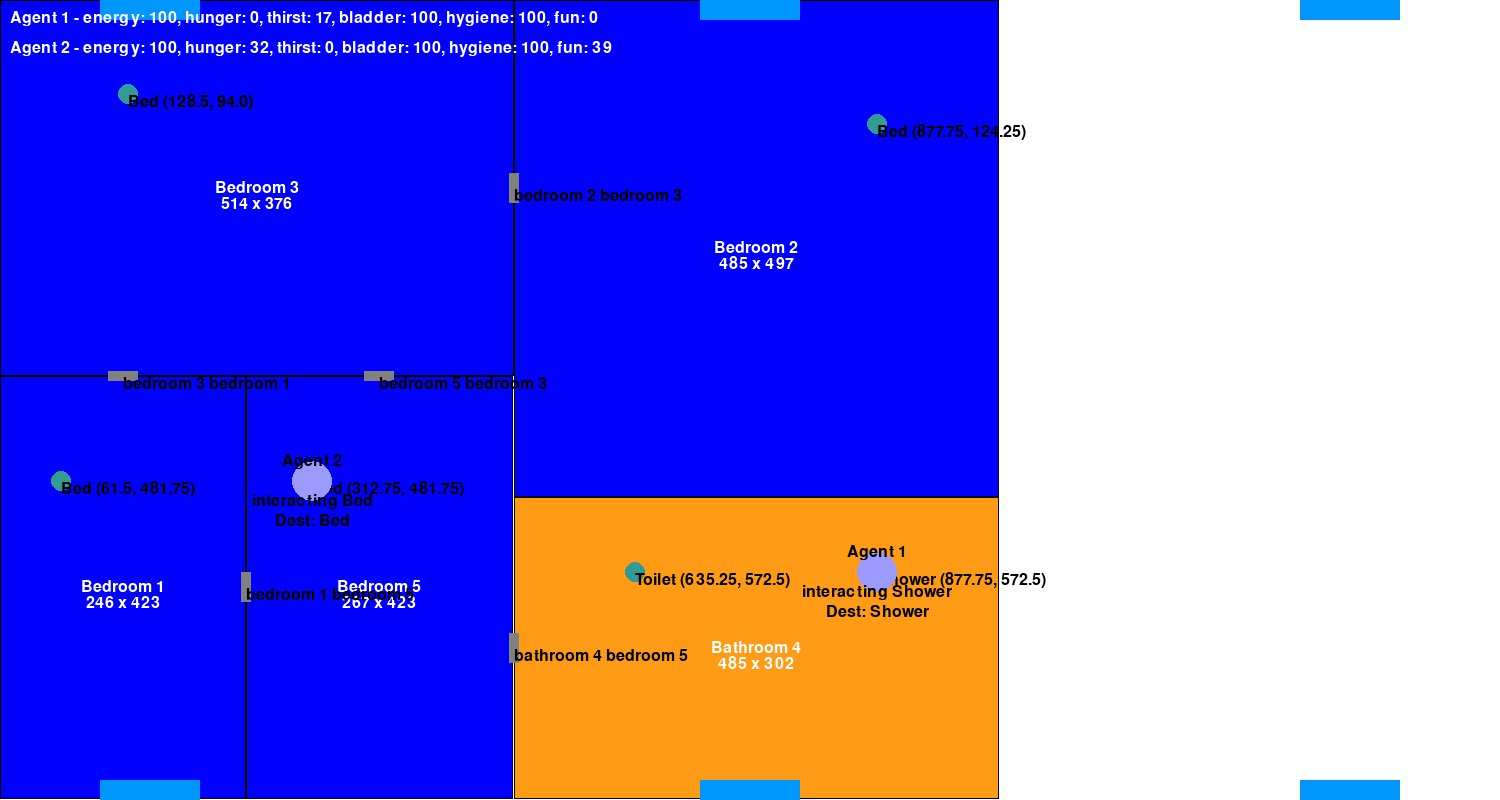 Agent 1 - energy: 100, hunger: 0, thirst: 17, bladder: 100, hygiene: 100, fun: 0
Agent 2 - energy: 100, hunger: 32, thirst: 0, bladder: 100, hygiene: 100, fun: 39
Bed (128.5, 94.0)
Bed (877.75, 124.25)
Bedroom 3
514 x 376
bedroom 2 bedroom 3
Bedroom 2
485 x 497
bedroom 3 bedroom 1
bedroom 5 bedroom 3
Agent 2
Bed (61.5, 481.75)
(312.75, 481.75)
interacting Bed
Dest: Bed
Agent 1
Toilet (635.25, 572.5)
(877.75, 572.5)
interacting Shower
Dest: Shower
Bedroom 1
246 x 423
Bedroom 5
267 x 423
bedroom 1
bathroom 4 bedroom 5
Bathroom 4
485 x 302